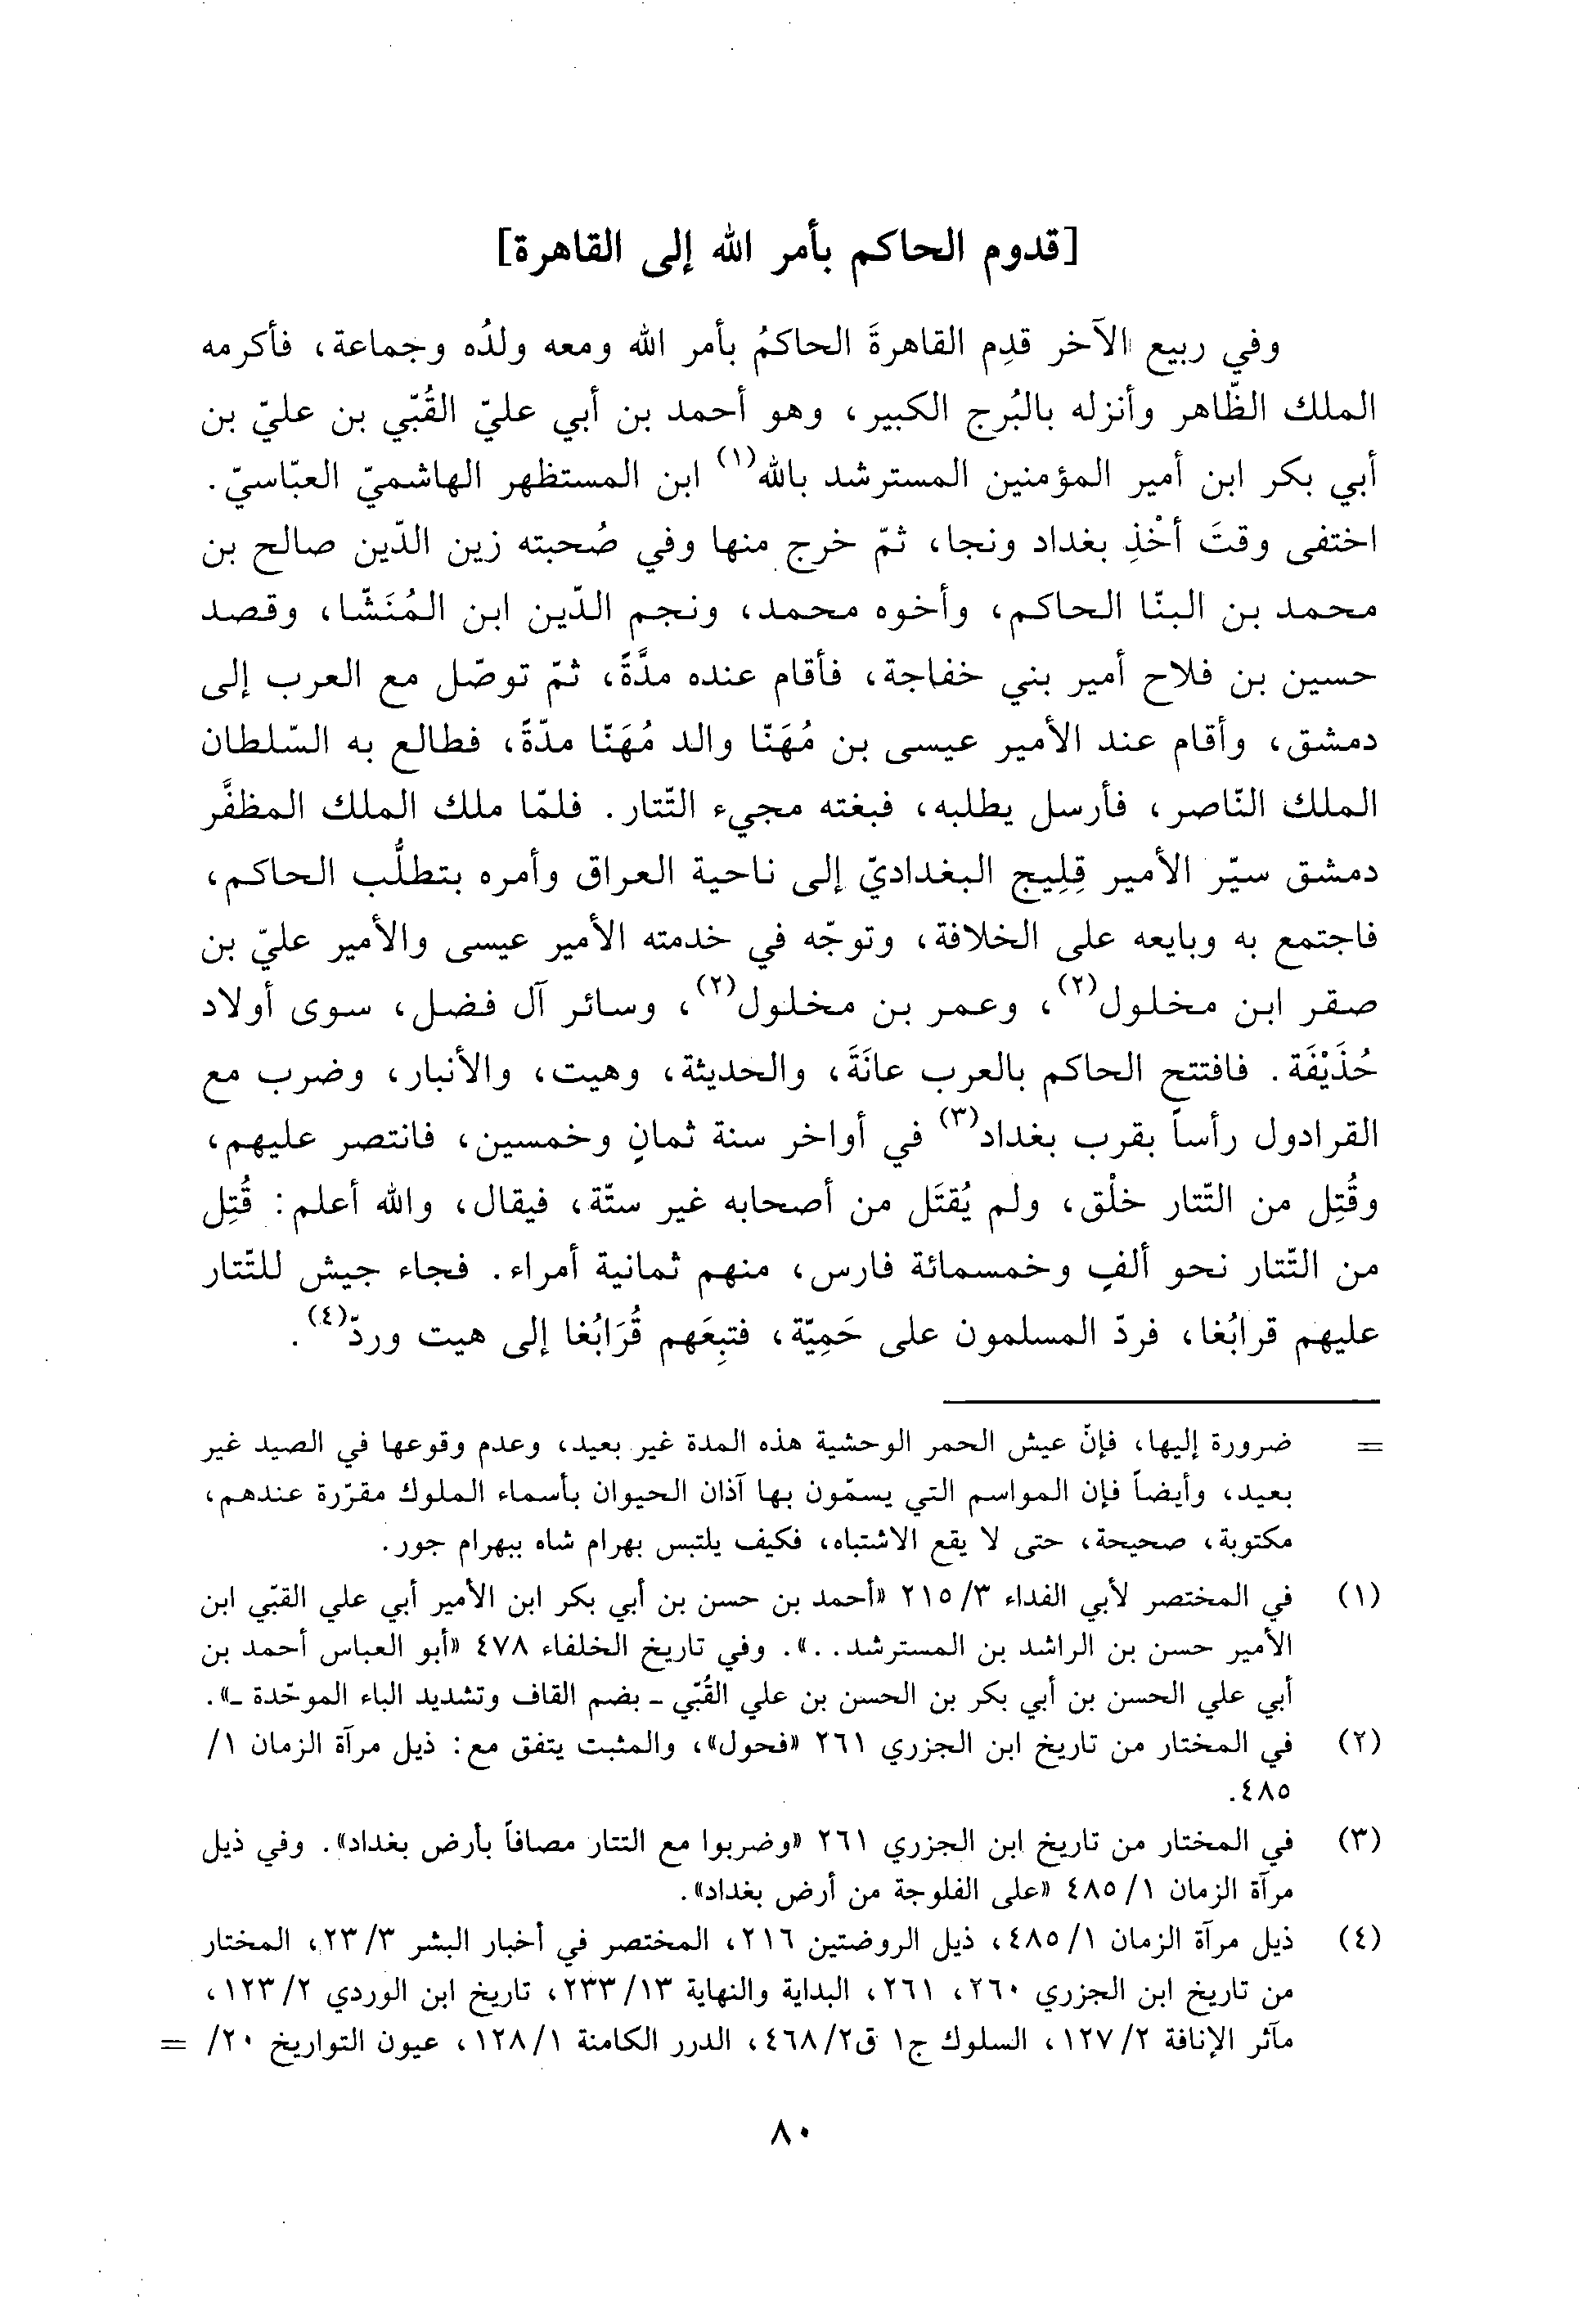 [قدوم الحاكم بأمر الله إلى القاهرة]
وفي ربيع الآخر قدِم القاهرةَ الحاكمُ بأمر الله ومعه ولدُه وجماعة، فأكرمه
الملك الظّاهر وأنزله بالبُرج الكبير، وهو أحمد بن أبي عليّ القُبّي بن عليّ بن
أبي بكر ابن أمير المؤمنين المسترشد بالله(١) ابن المستظهر الهاشميّ العبّاسيّ.
اختفى وقتَ أخْذِ بغداد ونجا، ثمّ خرج منها وفي صُحبته زين الدّين صالح بن
محمد بن البنّا الحاكم، وأخوه محمد، ونجم الدّين ابن المُنَشّا، وقصد
حسين بن فلاح أمير بني خفاجة، فأقام عنده مدَّةً، ثمّ توصّل مع العرب إلى
دمشق، وأقام عند الأمير عيسى بن مُهَنّا والد مُهَنّا مدّةً، فطالع به السّلطان
الملك النّاصر، فأرسل يطلبه، فبغته مجيء التّتار. فلمّا ملك الملك المظفَّر
دمشق سيّر الأمير قِلِيج البغداديّ إلى ناحية العراق وأمره بتطلُّب الحاكم،
فاجتمع به وبايعه على الخلافة، وتوجّه في خدمته الأمير عيسى والأمير عليّ بن
صقر ابن مخلول(٢)، وعمر بن مخلول(٢)، وسائر آل فضل، سوى أولاد
حُذَيْفَة. فافتتح الحاكم بالعرب عانَةَ، والحديثة، وهيت، والأنبار، وضرب مع
القرادول رأساً بقرب بغداد(٣) في أواخر سنة ثمانٍ وخمسين، فانتصر عليهم،
وقُتِل من التّتار خلْق، ولم يُقتَل من أصحابه غير ستّة، فيقال، والله أعلم: قُتِل
من التّتار نحو ألفٍ وخمسمائة فارس، منهم ثمانية أمراء. فجاء جيش للتّتار
عليهم قرابُغا، فردّ المسلمون على حَمِيّة، فتبِعَهم قُرَابُغا إلى هيت وردّ(٤).
= ضرورة إليها، فإنّ عيش الحمر الوحشية هذه المدة غير بعيد، وعدم وقوعها في الصيد غير
بعيد، وأيضاً فإن المواسم التي يسمّون بها آذان الحيوان بأسماء الملوك مقرّرة عندهم،
مكتوبة، صحيحة، حتى لا يقع الاشتباه، فكيف يلتبس بهرام شاه ببهرام جور.
(١) في المختصر لأبي الفداء ٣/ ٢١٥ «أحمد بن حسن بن أبي بكر ابن الأمير أبي علي القبّي ابن
الأمير حسن بن الراشد بن المسترشد..». وفي تاريخ الخلفاء ٤٧٨ «أبو العباس أحمد بن
أبي علي الحسن بن أبي بكر بن الحسن بن علي القُبّي ـ بضم القاف وتشديد الباء الموحّدة ـ».
(٢) في المختار من تاريخ ابن الجزري ٢٦١ «فحول»، والمثبت يتفق مع: ذيل مرآة الزمان ١/
٤٨٥.
(٣) في المختار من تاريخ ابن الجزري ٢٦١ «وضربوا مع التتار مصافاً بأرض بغداد». وفي ذيل
مرآة الزمان ١/ ٤٨٥ «على الفلوجة من أرض بغداد».
(٤) ذيل مرآة الزمان ١/ ٤٨٥، ذيل الروضتين ٢١٦، المختصر في أخبار البشر ٣/ ٢٣، المختار
من تاريخ ابن الجزري ٢٦٠، ٢٦١، البداية والنهاية ١٣/ ٢٣٣، تاريخ ابن الوردي ٢/ ١٢٣،
مآثر الإنافة ٢/ ١٢٧، السلوك ج١ ق٢/ ٤٦٨، الدرر الكامنة ١/ ١٢٨، عيون التواريخ ٢٠/ =
٨٠